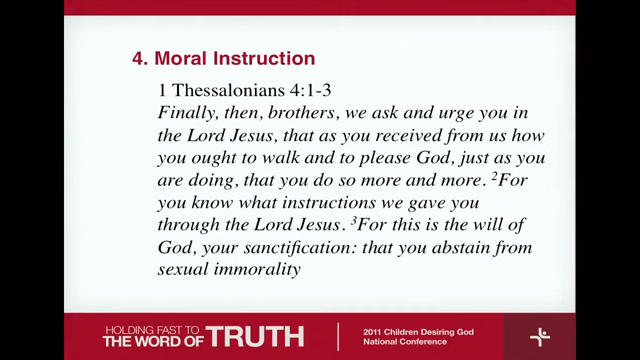 4. Moral Instruction
1 Thessalonians 4:1-3
Finally, then, brothers, we ask and urge you in
the Lord Jesus, that as you received from us how
you ought to walk and to please God, just as you
are doing, that you do so more and more. ²For
you know what instructions we gave you
through the Lord Jesus. ³For this is the will of
God, your sanctification: that you abstain from
sexual immorality
HOLDING FAST TO
THE WORD OF TRUTH
2011 Children Desiring God
National Conference